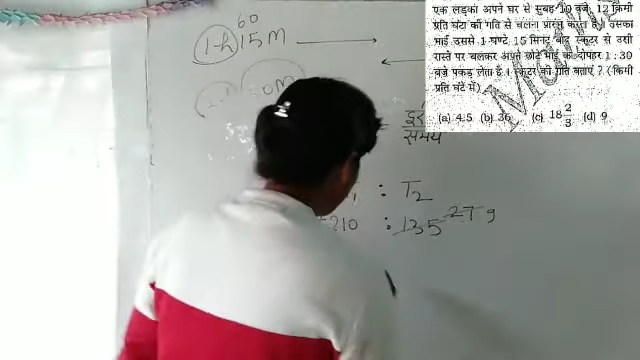 एक लड़का अपने घर से सुबह 10 बजे, 12 किमी
प्रति घंटा की गति से चलना प्रारम्भ करता है। उसका
भाई उससे 1 घण्टे 15 मिनट बाद स्कूटर से उसी
रास्ते पर चलकर अपने छोटे भाई को दोपहर 1 : 30
बजे पकड़ लेता है। स्कूटर की गति बताएं ? (किमी
प्रति घंटे में)
(a) 4.5 (b) 36 (c) 18 2/3 (d) 9
60
1-h 15 m
= दूरी
समय
: T2
210 : 135 27 9